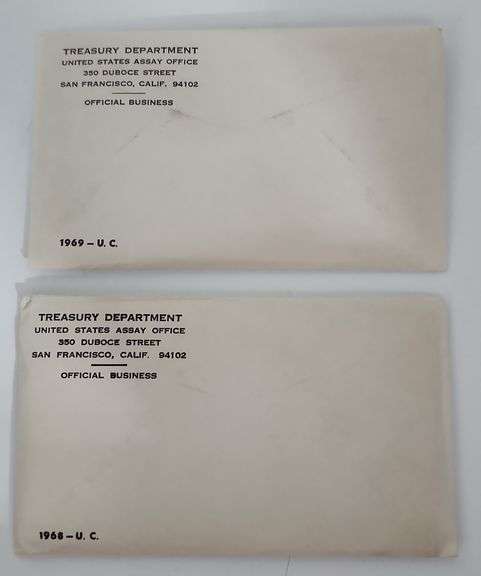 TREASURY DEPARTMENT
UNITED STATES ASSAY OFFICE
350 DUBOCE STREET
SAN FRANCISCO, CALIF. 94102
OFFICIAL BUSINESS
1969 – U. C.
TREASURY DEPARTMENT
UNITED STATES ASSAY OFFICE
350 DUBOCE STREET
SAN FRANCISCO, CALIF. 94102
OFFICIAL BUSINESS
1968 – U. C.